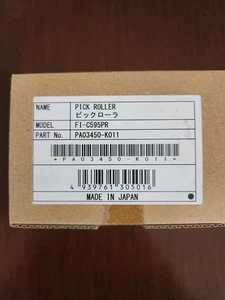 NAME PICK ROLLER
ピックローラ
MODEL FI-C595PR
PART No. PA03450-K011
*PA03450-K011*
4 939761 305016
MADE IN JAPAN